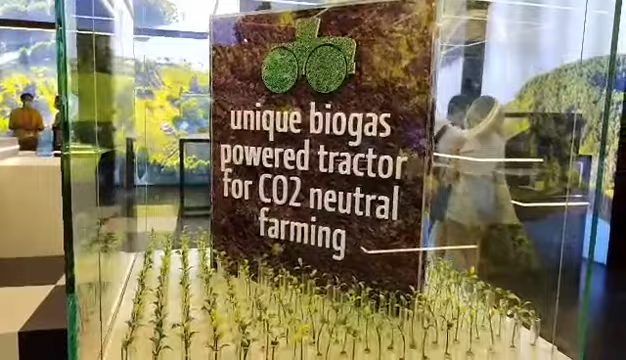 unique biogas
powered tractor
for CO2 neutral
farming